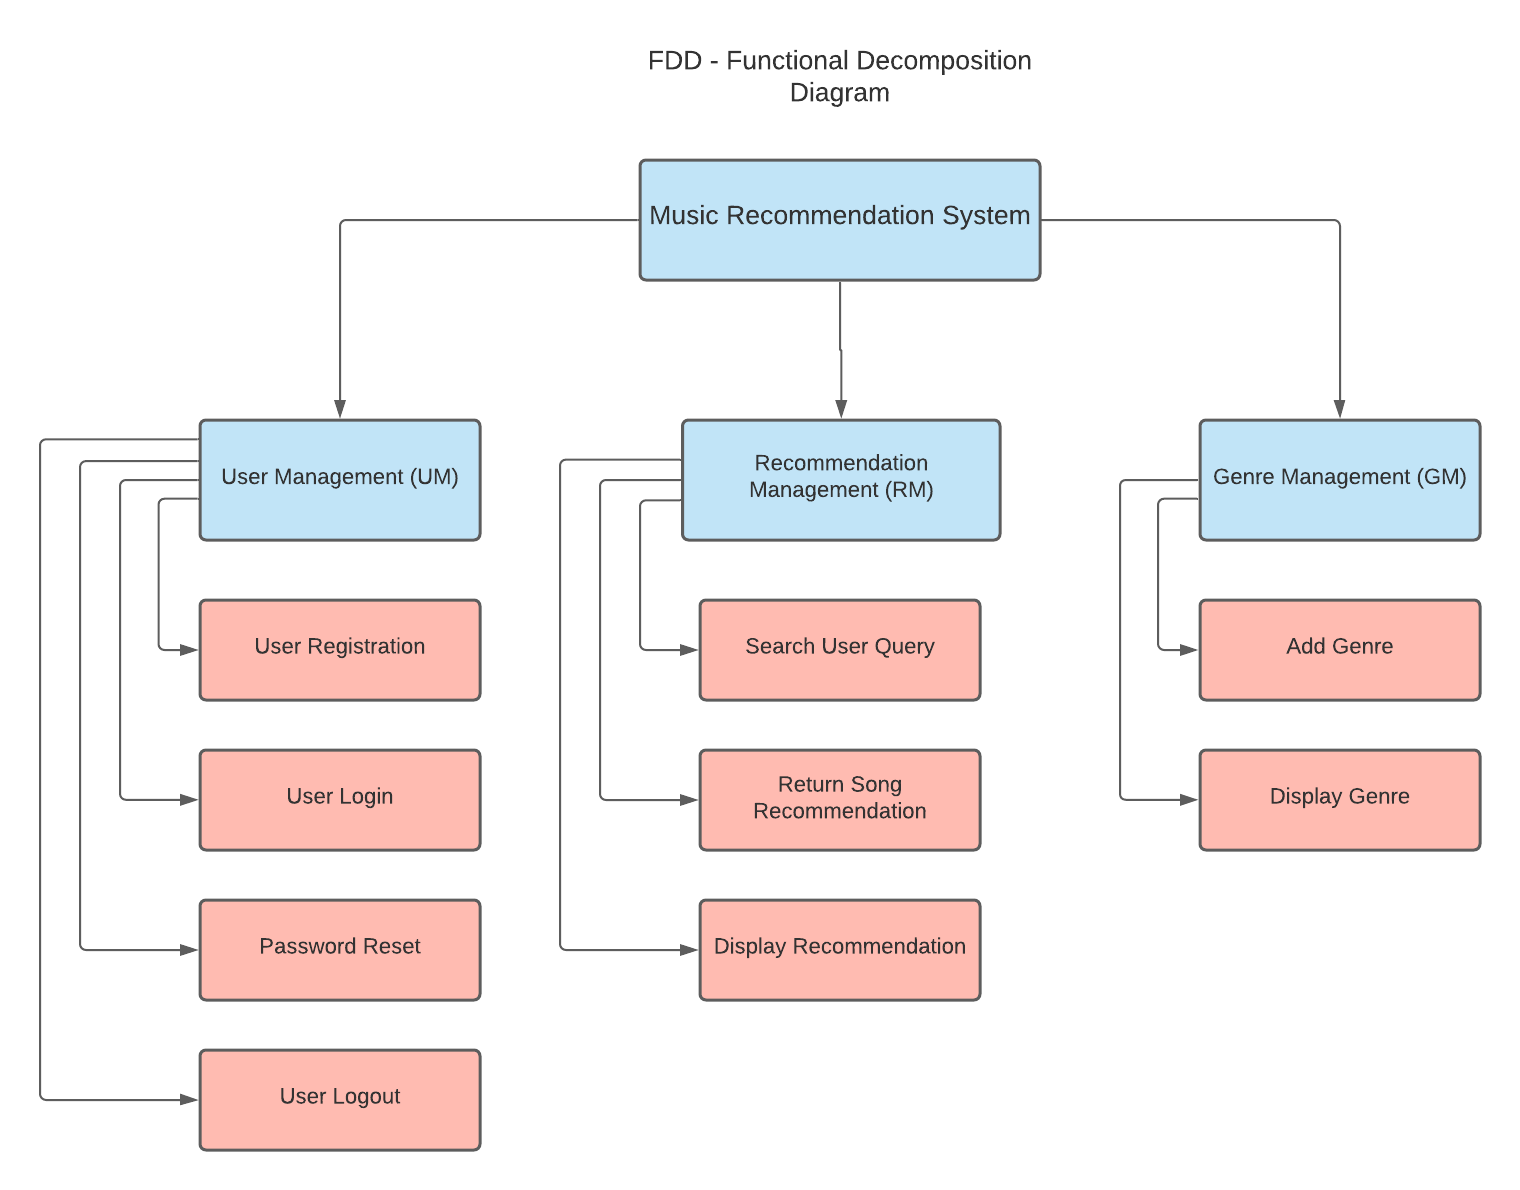 FDD - Functional Decomposition
Diagram
Music Recommendation System
User Management (UM)
Recommendation
Management (RM)
Genre Management (GM)
User Registration
Search User Query
Add Genre
User Login
Return Song
Recommendation
Display Genre
Password Reset
Display Recommendation
User Logout